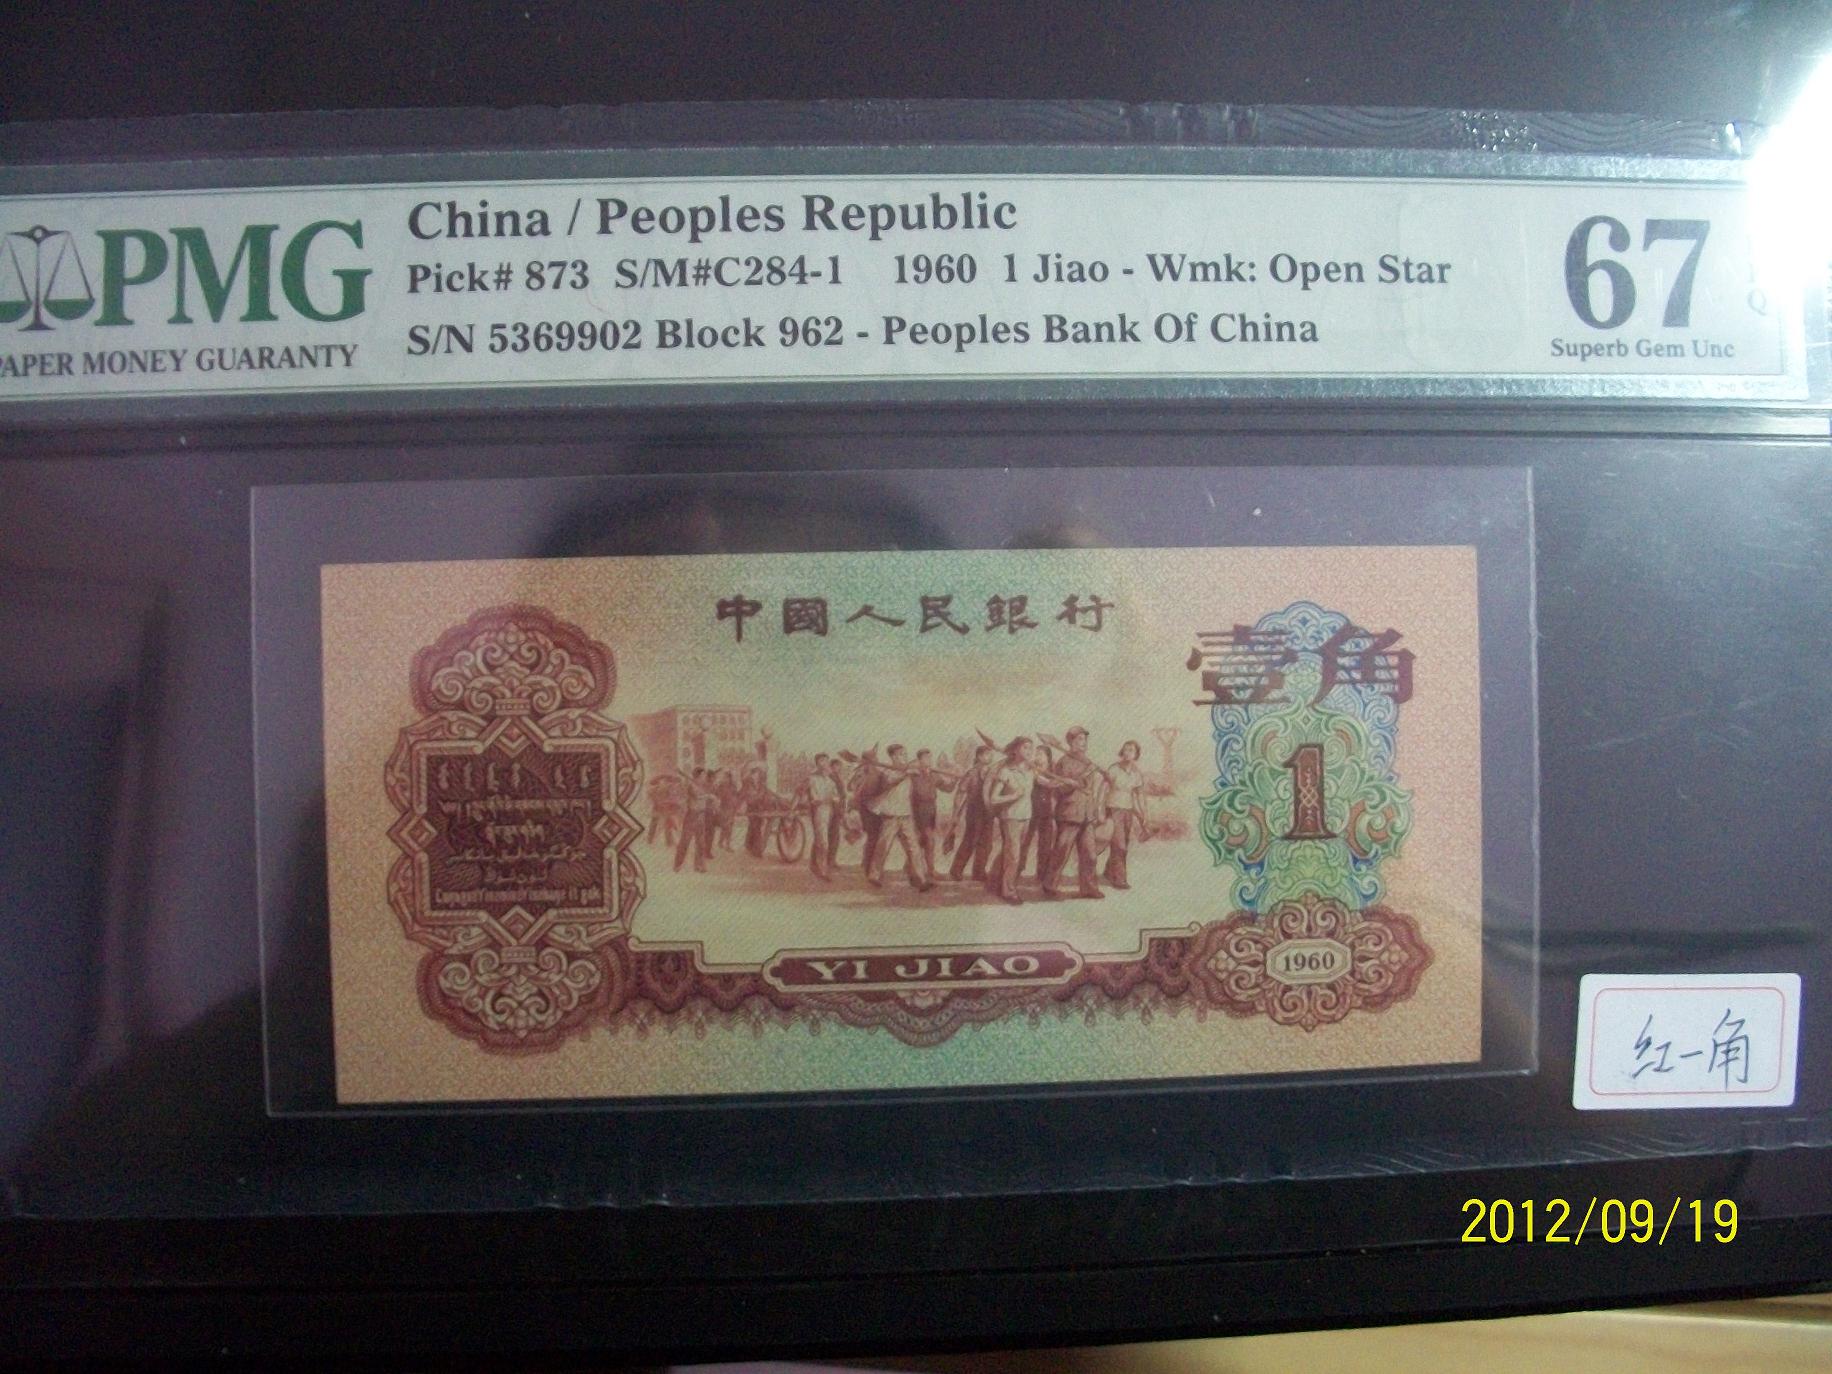 PMG
PAPER MONEY GUARANTY
China / Peoples Republic
Pick# 873 S/M#C284-1 1960 1 Jiao - Wmk: Open Star
S/N 5369902 Block 962 - Peoples Bank Of China
67
Superb Gem Unc
中國人民銀行
壹角
1
YI JIAO
1960
红一角
2012/09/19